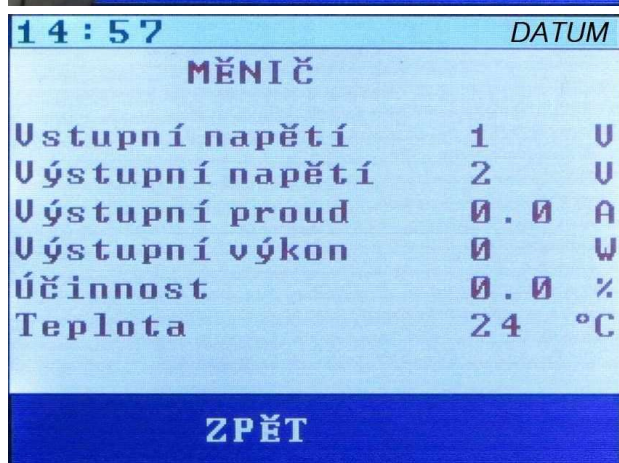 14:57 DATUM
MĚNIČ
Vstupní napětí 1 V
Výstupní napětí 2 V
Výstupní proud 0.0 A
Výstupní výkon 0 W
Účinnost 0.0 %
Teplota 24 °C
ZPĚT